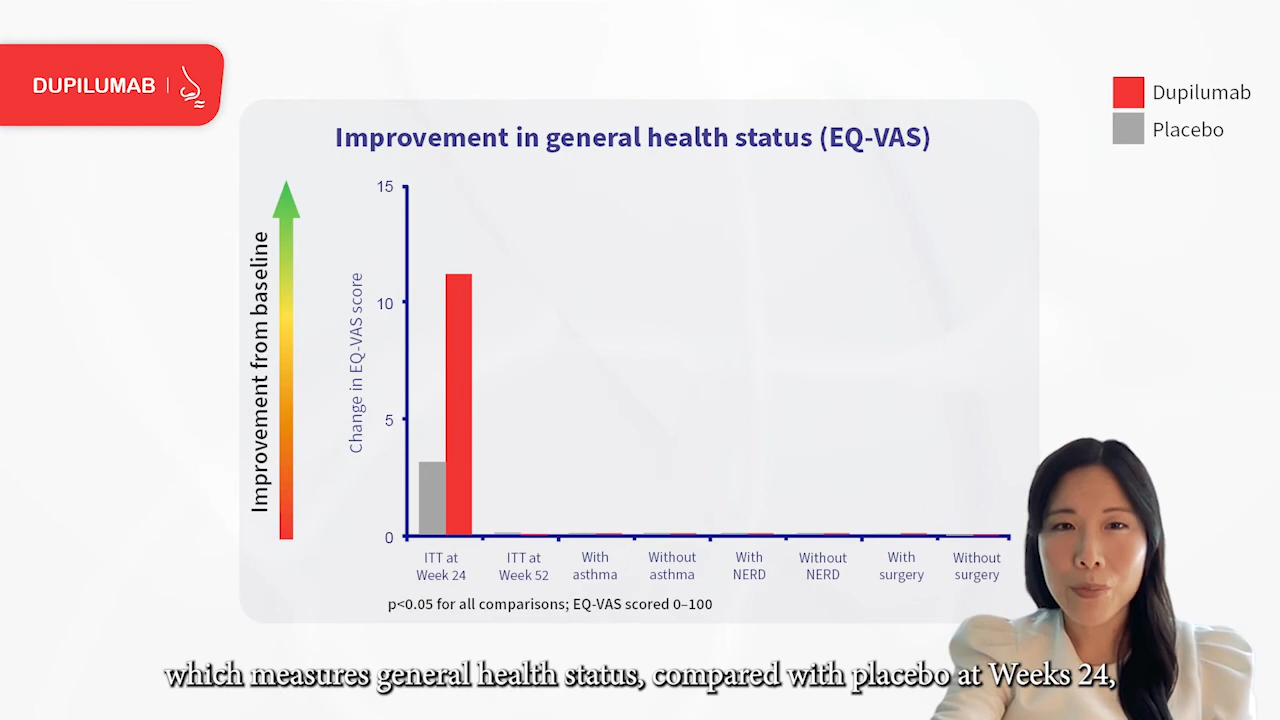 DUPILUMAB
Dupilumab
Placebo
Improvement in general health status (EQ-VAS)
Improvement from baseline
Change in EQ-VAS score
15
10
5
0
ITT at
Week 24
ITT at
Week 52
With
asthma
Without
asthma
With
NERD
Without
NERD
With
surgery
Without
surgery
p<0.05 for all comparisons; EQ-VAS scored 0–100
which measures general health status, compared with placebo at Weeks 24,